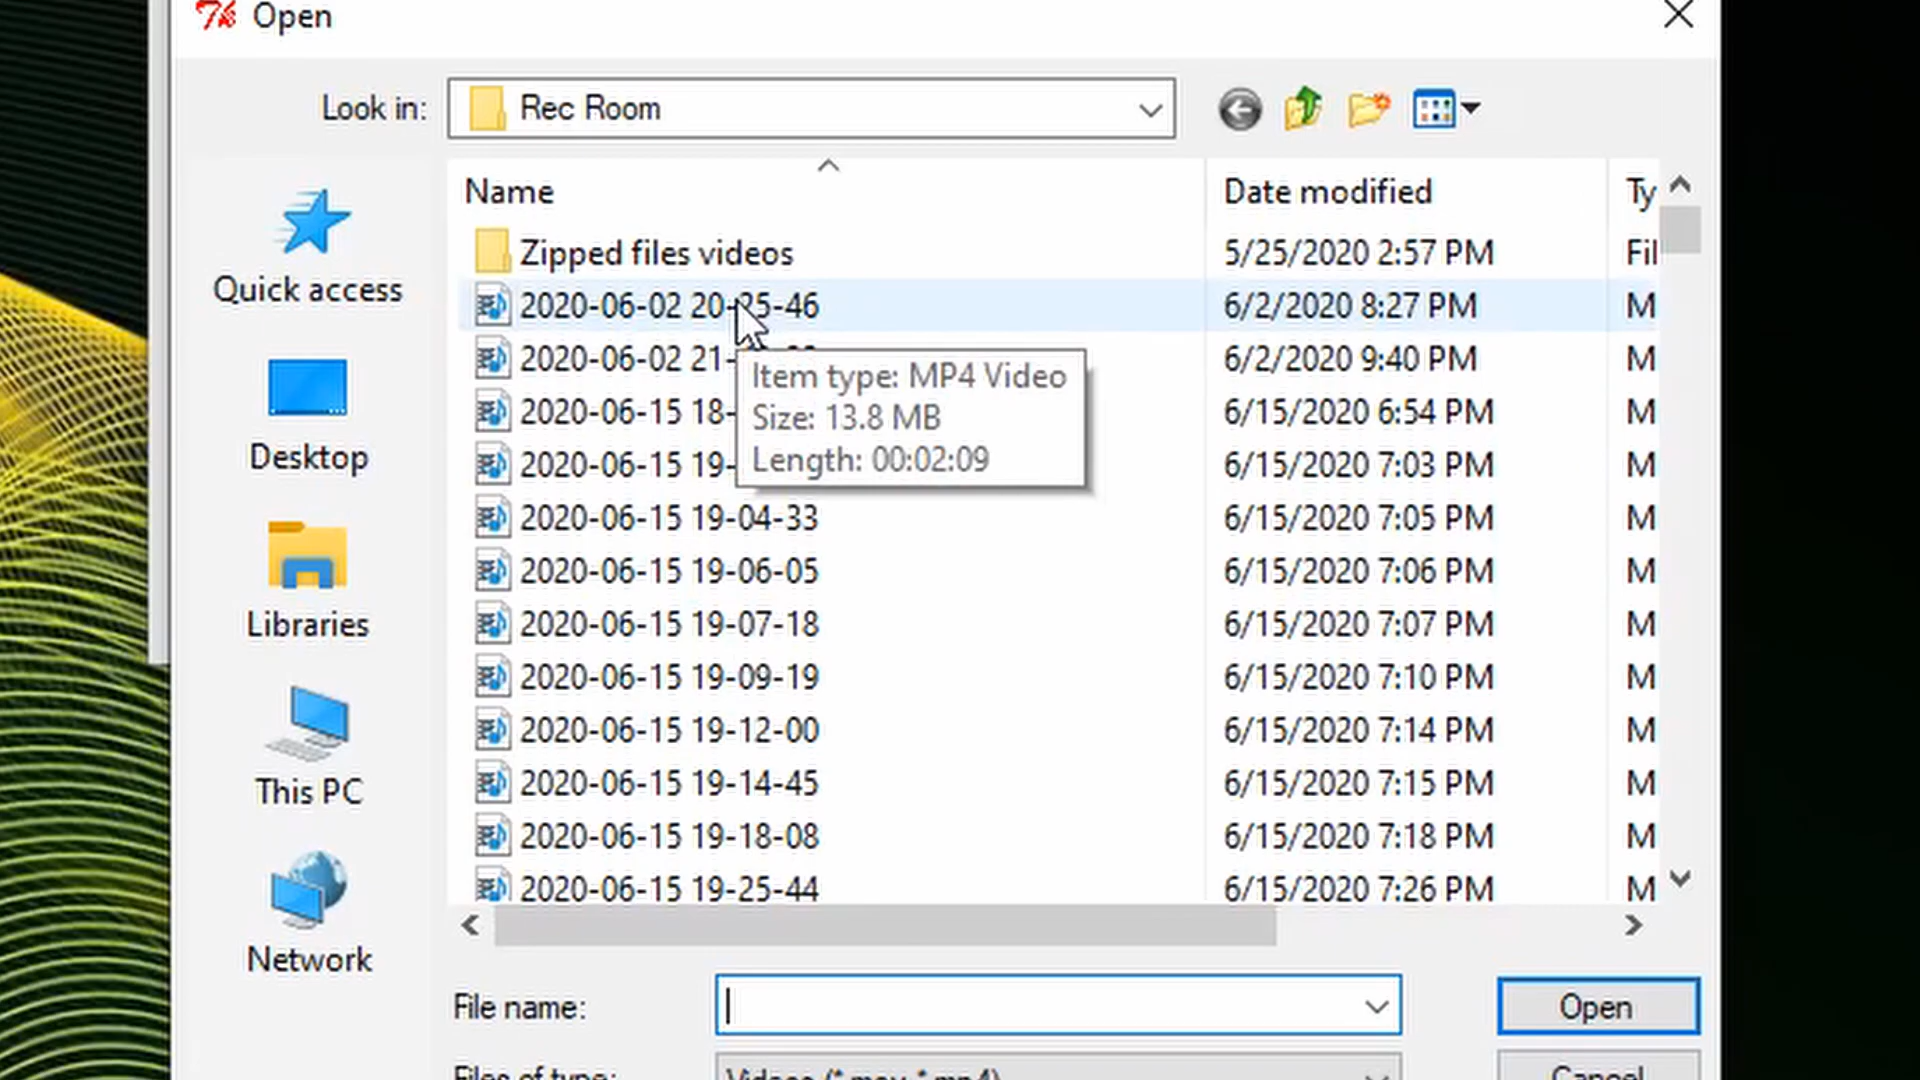 Open
Look in: Rec Room
Name Date modified Ty
Zipped files videos 5/25/2020 2:57 PM Fil
2020-06-02 20-25-46 6/2/2020 8:27 PM M
2020-06-02 21- 6/2/2020 9:40 PM M
2020-06-15 18- 6/15/2020 6:54 PM M
2020-06-15 19- 6/15/2020 7:03 PM M
2020-06-15 19-04-33 6/15/2020 7:05 PM M
2020-06-15 19-06-05 6/15/2020 7:06 PM M
2020-06-15 19-07-18 6/15/2020 7:07 PM M
2020-06-15 19-09-19 6/15/2020 7:10 PM M
2020-06-15 19-12-00 6/15/2020 7:14 PM M
2020-06-15 19-14-45 6/15/2020 7:15 PM M
2020-06-15 19-18-08 6/15/2020 7:18 PM M
2020-06-15 19-25-44 6/15/2020 7:26 PM M
Item type: MP4 Video
Size: 13.8 MB
Length: 00:02:09
Quick access
Desktop
Libraries
This PC
Network
File name: Open
Files of type: Videos (*.mov *.mp4) Cancel